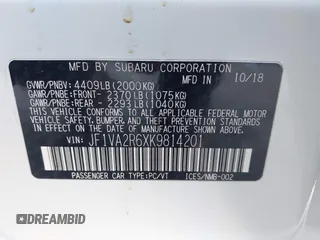 MFD BY SUBARU CORPORATION 10/18
GVWR/PNBV: 4409LB (2000KG)
GAWR/PNBE:FRONT- 2370LB (1075KG)
GAWR/PNBE:REAR - 2293LB (1040KG)
THIS VEHICLE CONFORMS TO ALL APPLICABLE FEDERAL MOTOR
VEHICLE SAFETY, BUMPER, AND THEFT PREVENTION STANDARDS
IN EFFECT ON THE DATE OF MANUFACTURE SHOWN ABOVE.
VIN: JF1VA2R6XK9814201
PASSENGER CAR TYPE:PC/VT ICES/NMB-002
DREAMBID DREAMBID.COM